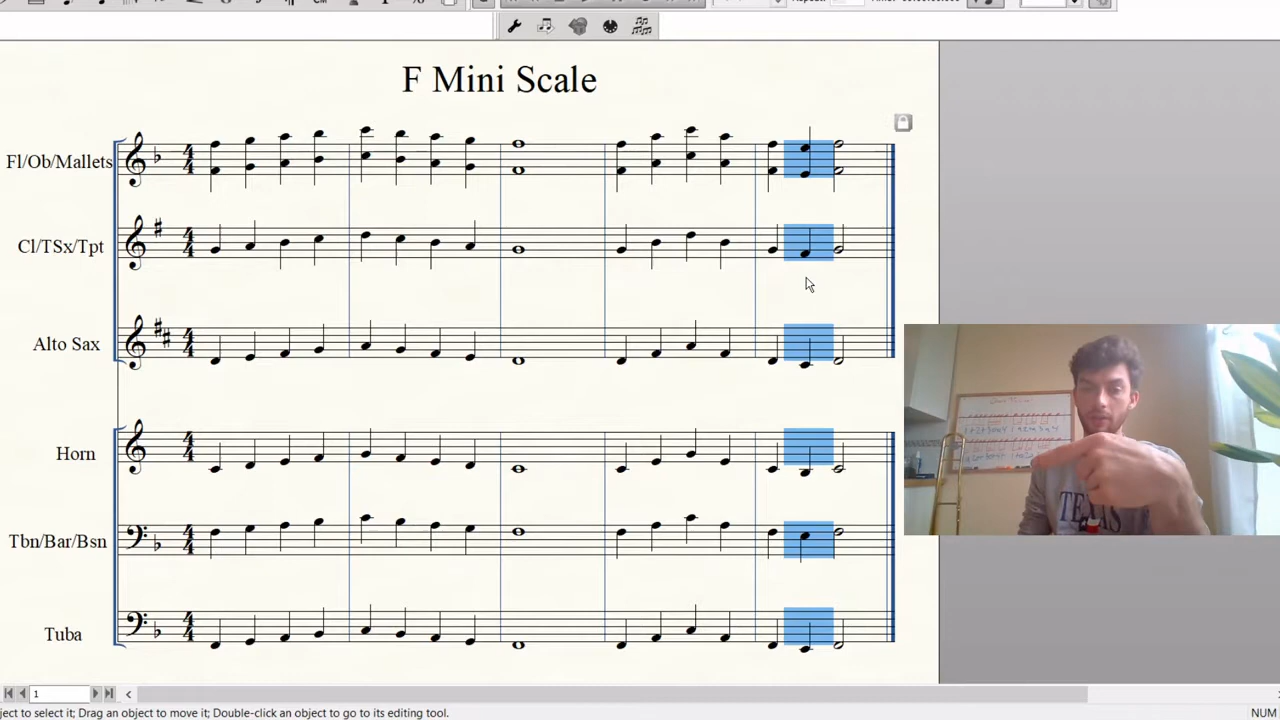 F Mini Scale
Fl/Ob/Mallets
Cl/TSx/Tpt
Alto Sax
Horn
TEXAS
Tbn/Bar/Bsn
Tuba
1
ject to select it; Drag an object to move it; Double-click an object to go to its editing tool.
NUM